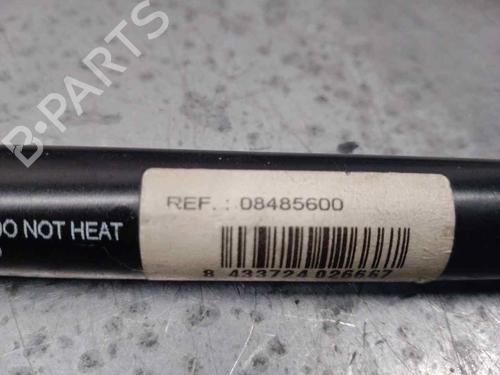 B-PARTS
REF. : 08485600
DO NOT HEAT
8 433724 026667